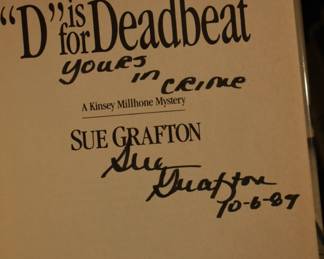 "D" is
for Deadbeat
yours
in
crime
A Kinsey Millhone Mystery
SUE GRAFTON
Sue
Grafton
10-6-87